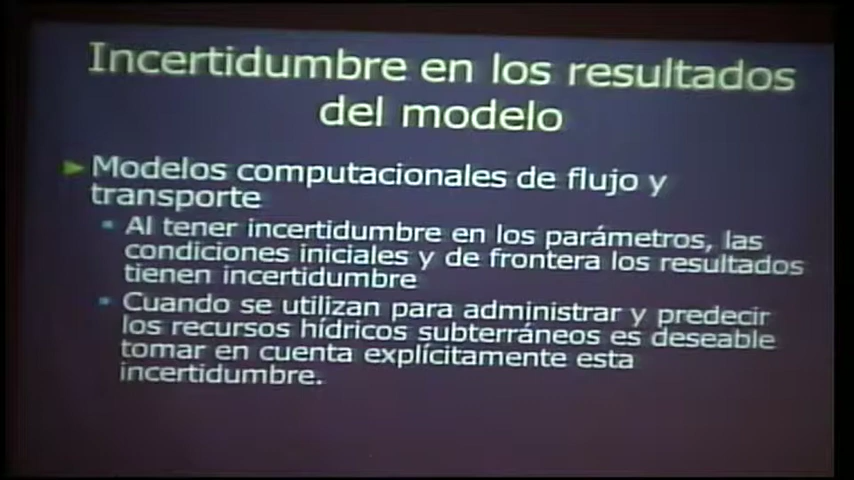 Incertidumbre en los resultados
del modelo
Modelos computacionales de flujo y
transporte
Al tener incertidumbre en los parámetros, las
condiciones iniciales y de frontera los resultados
tienen incertidumbre
Cuando se utilizan para administrar y predecir
los recursos hídricos subterráneos es deseable
tomar en cuenta explícitamente esta
incertidumbre.